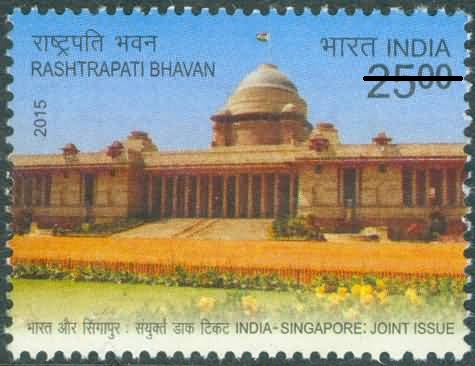 राष्ट्रपति भवन
RASHTRAPATI BHAVAN
भारत INDIA
2500
2015
भारत और सिंगापुर : संयुक्त डाक टिकट INDIA-SINGAPORE: JOINT ISSUE